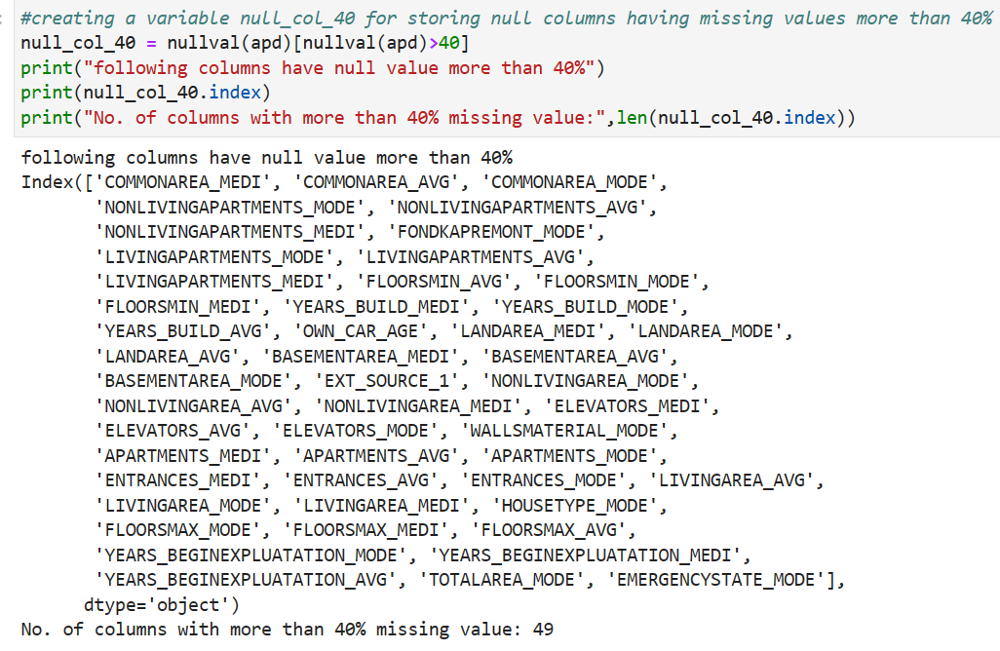 #creating a variable null_col_40 for storing null columns having missing values more than 40%
null_col_40 = nullval(apd)[nullval(apd)>40]
print("following columns have null value more than 40%")
print(null_col_40.index)
print("No. of columns with more than 40% missing value:",len(null_col_40.index))
following columns have null value more than 40%
Index(['COMMONAREA_MEDI', 'COMMONAREA_AVG', 'COMMONAREA_MODE',
'NONLIVINGAPARTMENTS_MODE', 'NONLIVINGAPARTMENTS_AVG',
'NONLIVINGAPARTMENTS_MEDI', 'FONDKAPREMONT_MODE',
'LIVINGAPARTMENTS_MODE', 'LIVINGAPARTMENTS_AVG',
'LIVINGAPARTMENTS_MEDI', 'FLOORSMIN_AVG', 'FLOORSMIN_MODE',
'FLOORSMIN_MEDI', 'YEARS_BUILD_MEDI', 'YEARS_BUILD_MODE',
'YEARS_BUILD_AVG', 'OWN_CAR_AGE', 'LANDAREA_MEDI', 'LANDAREA_MODE',
'LANDAREA_AVG', 'BASEMENTAREA_MEDI', 'BASEMENTAREA_AVG',
'BASEMENTAREA_MODE', 'EXT_SOURCE_1', 'NONLIVINGAREA_MODE',
'NONLIVINGAREA_AVG', 'NONLIVINGAREA_MEDI', 'ELEVATORS_MEDI',
'ELEVATORS_AVG', 'ELEVATORS_MODE', 'WALLSMATERIAL_MODE',
'APARTMENTS_MEDI', 'APARTMENTS_AVG', 'APARTMENTS_MODE',
'ENTRANCES_MEDI', 'ENTRANCES_AVG', 'ENTRANCES_MODE', 'LIVINGAREA_AVG',
'LIVINGAREA_MODE', 'LIVINGAREA_MEDI', 'HOUSETYPE_MODE',
'FLOORSMAX_MODE', 'FLOORSMAX_MEDI', 'FLOORSMAX_AVG',
'YEARS_BEGINEXPLUATATION_MODE', 'YEARS_BEGINEXPLUATATION_MEDI',
'YEARS_BEGINEXPLUATATION_AVG', 'TOTALAREA_MODE', 'EMERGENCYSTATE_MODE'],
dtype='object')
No. of columns with more than 40% missing value: 49